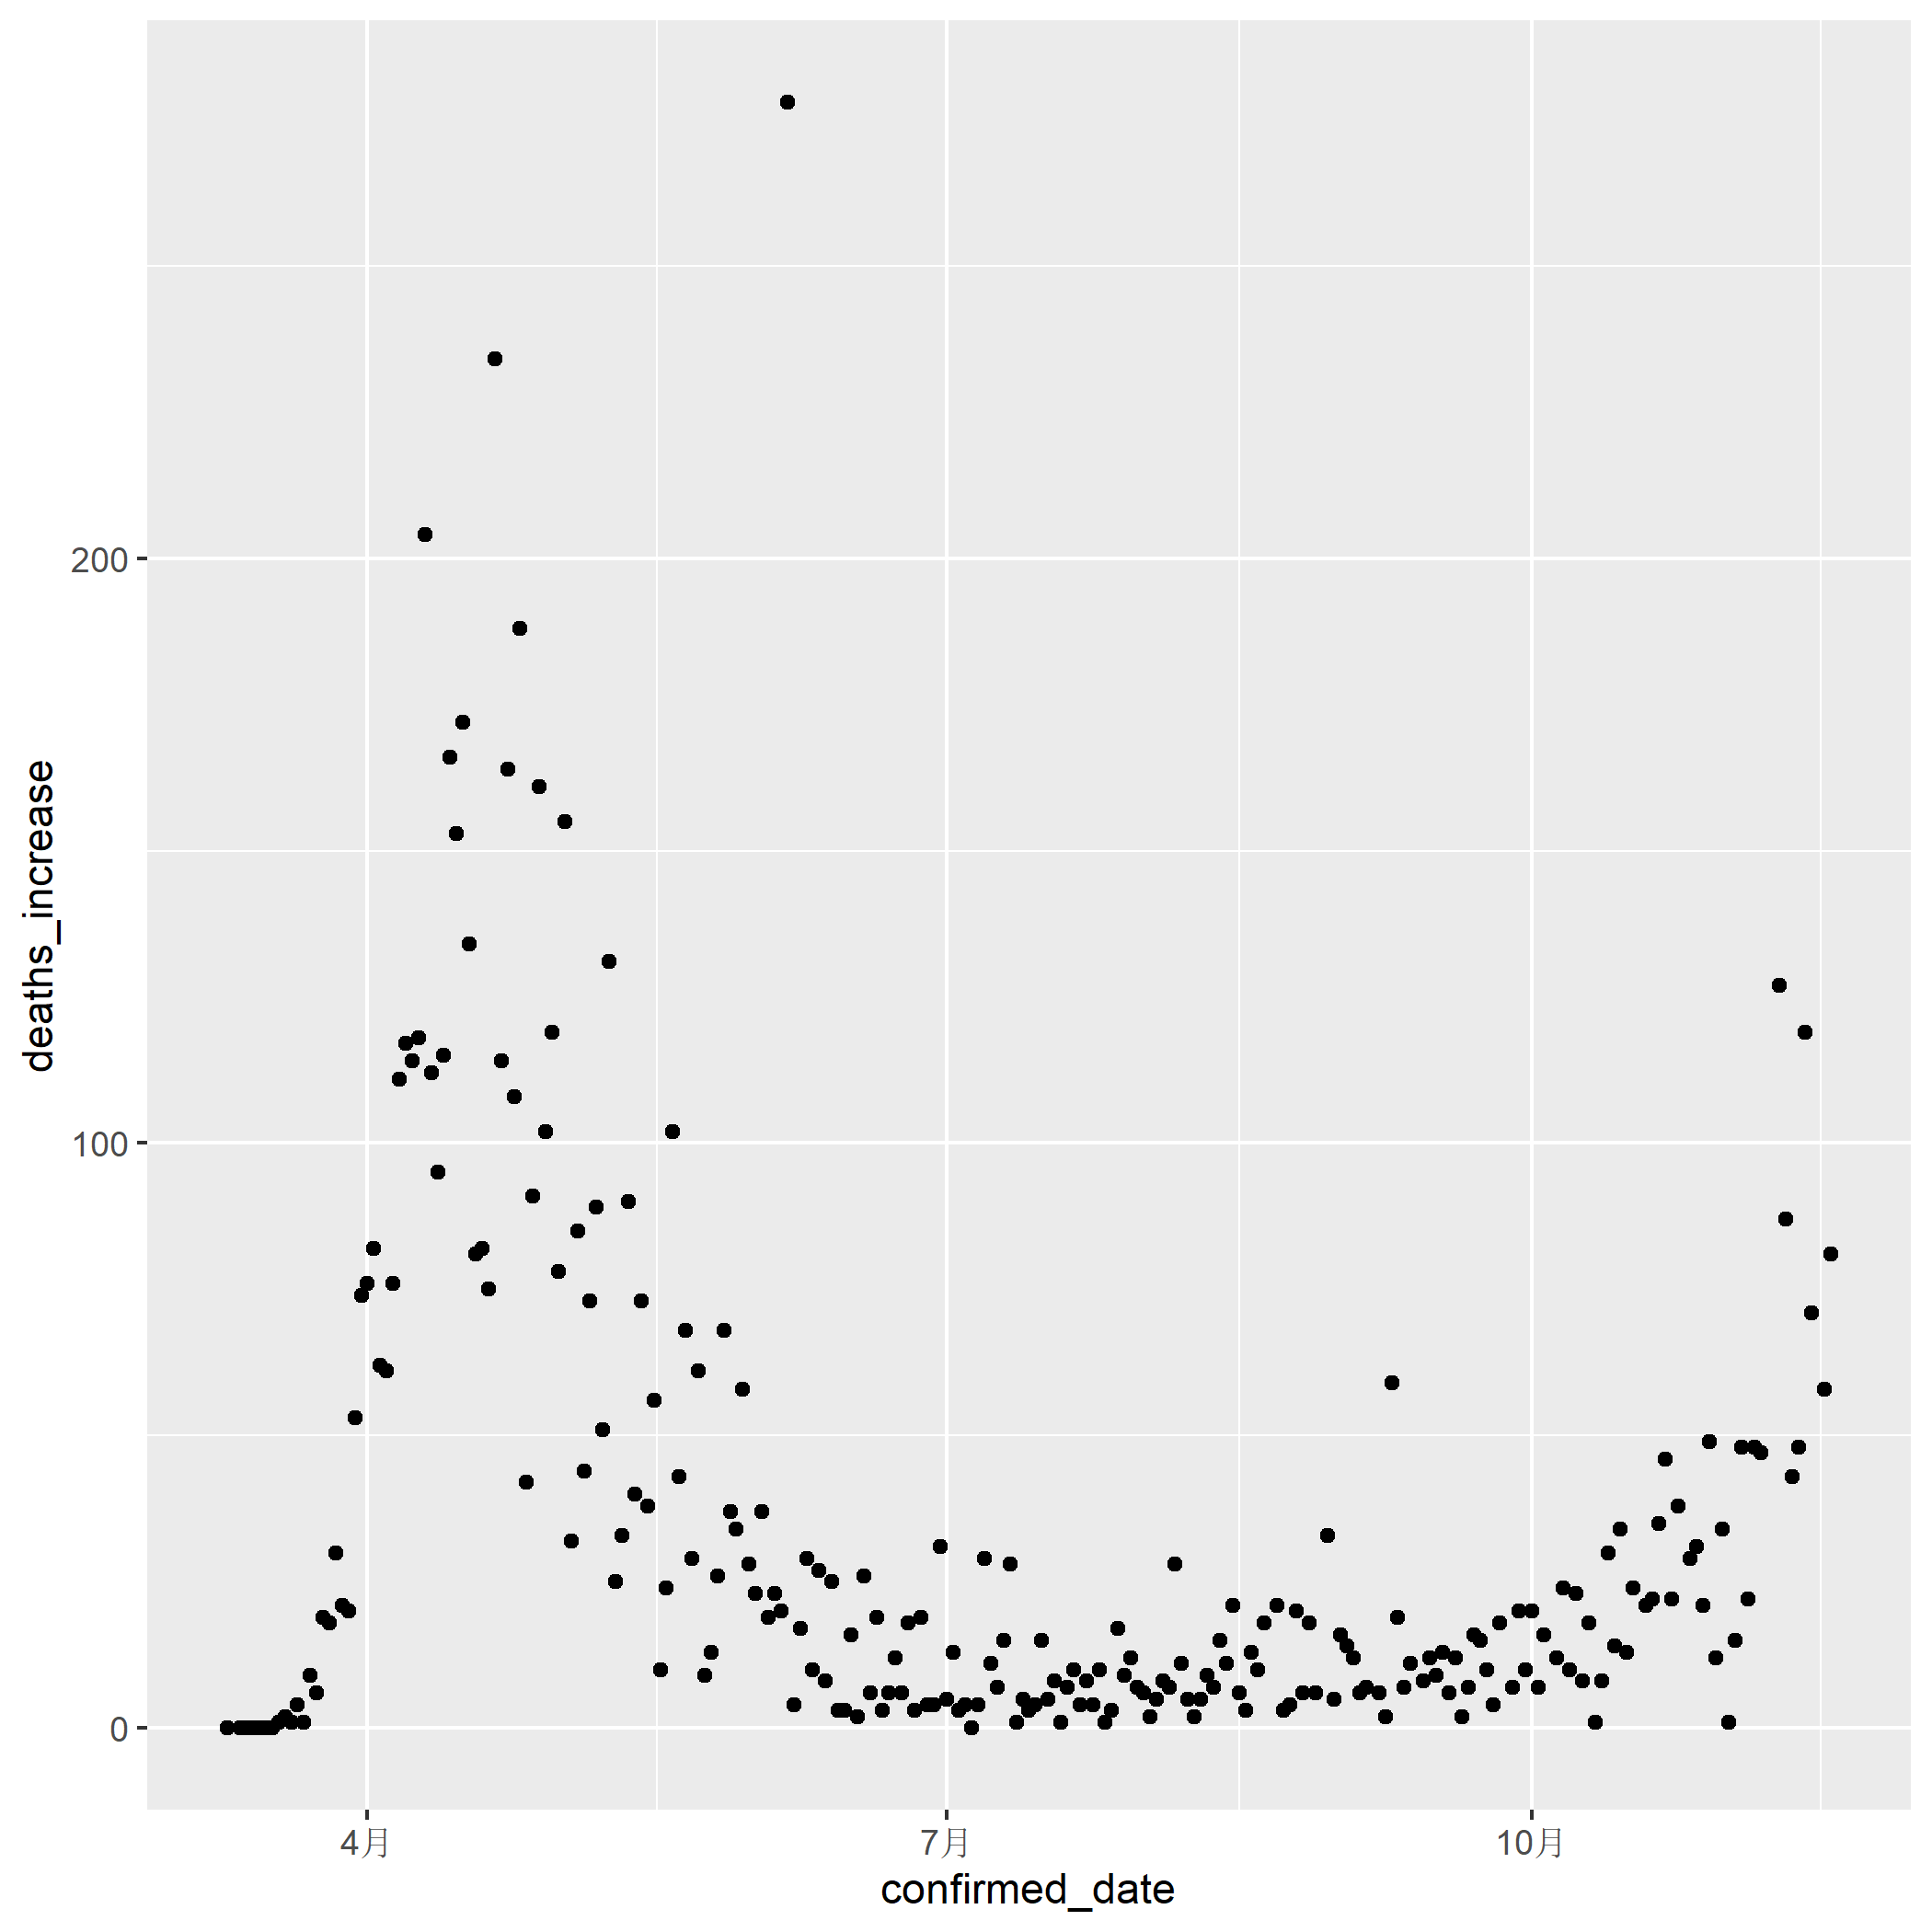 deaths_increase
200
100
0
4月
7月
10月
confirmed_date